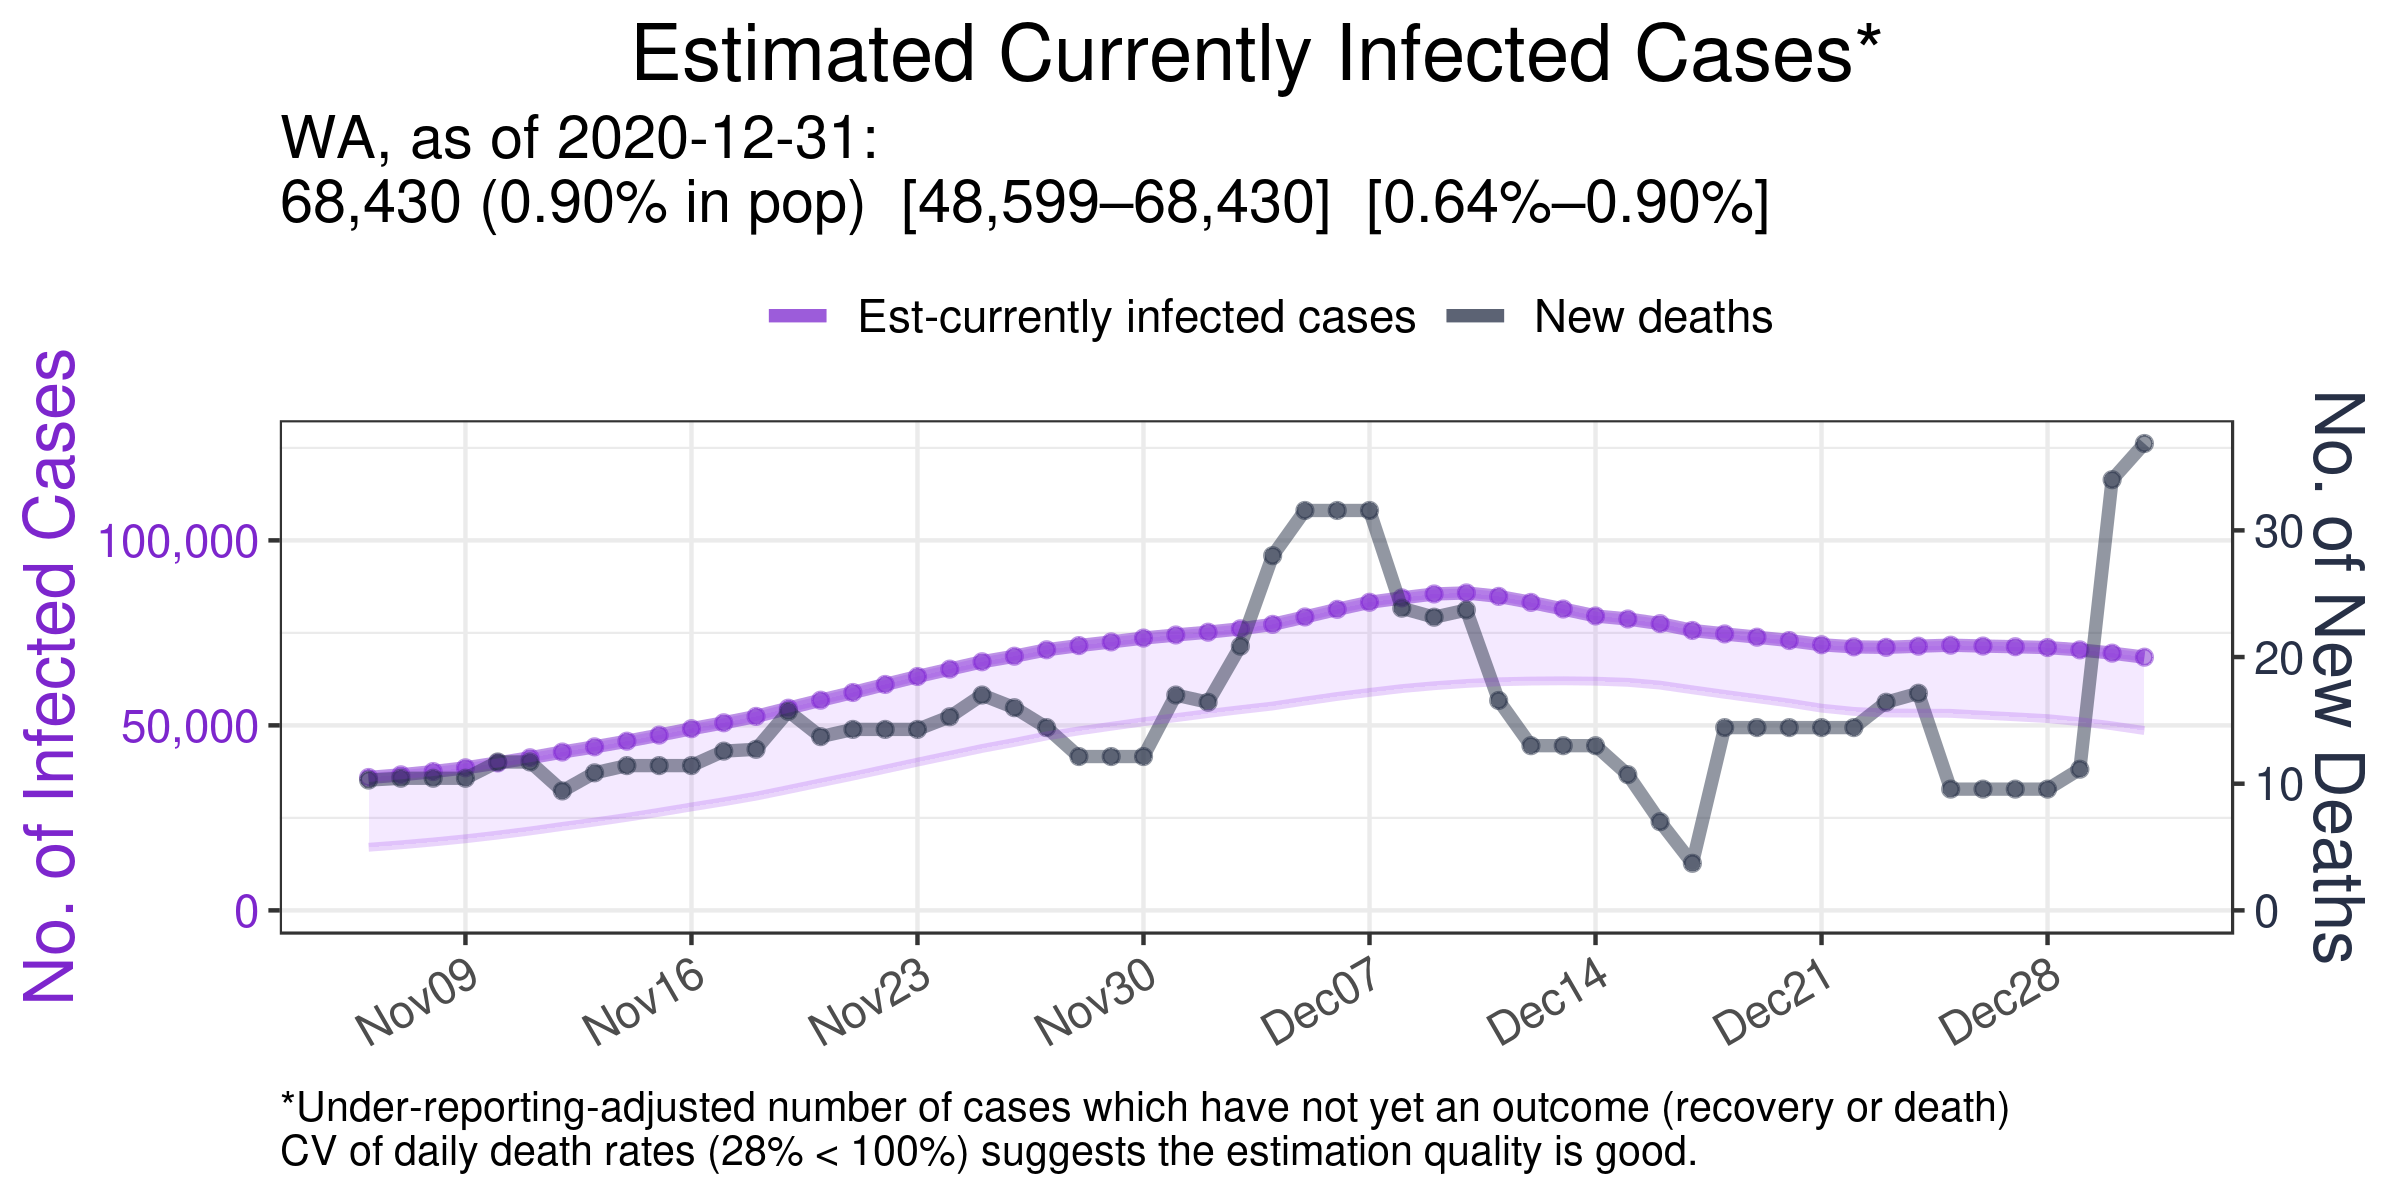 Estimated Currently Infected Cases*
WA, as of 2020-12-31:
68,430 (0.90% in pop) [48,599–68,430] [0.64%–0.90%]
Est-currently infected cases
New deaths
No. of Infected Cases
100,000
50,000
0
No. of New Deaths
30
20
10
0
Nov09
Nov16
Nov23
Nov30
Dec07
Dec14
Dec21
Dec28
*Under-reporting-adjusted number of cases which have not yet an outcome (recovery or death)
CV of daily death rates (28% < 100%) suggests the estimation quality is good.